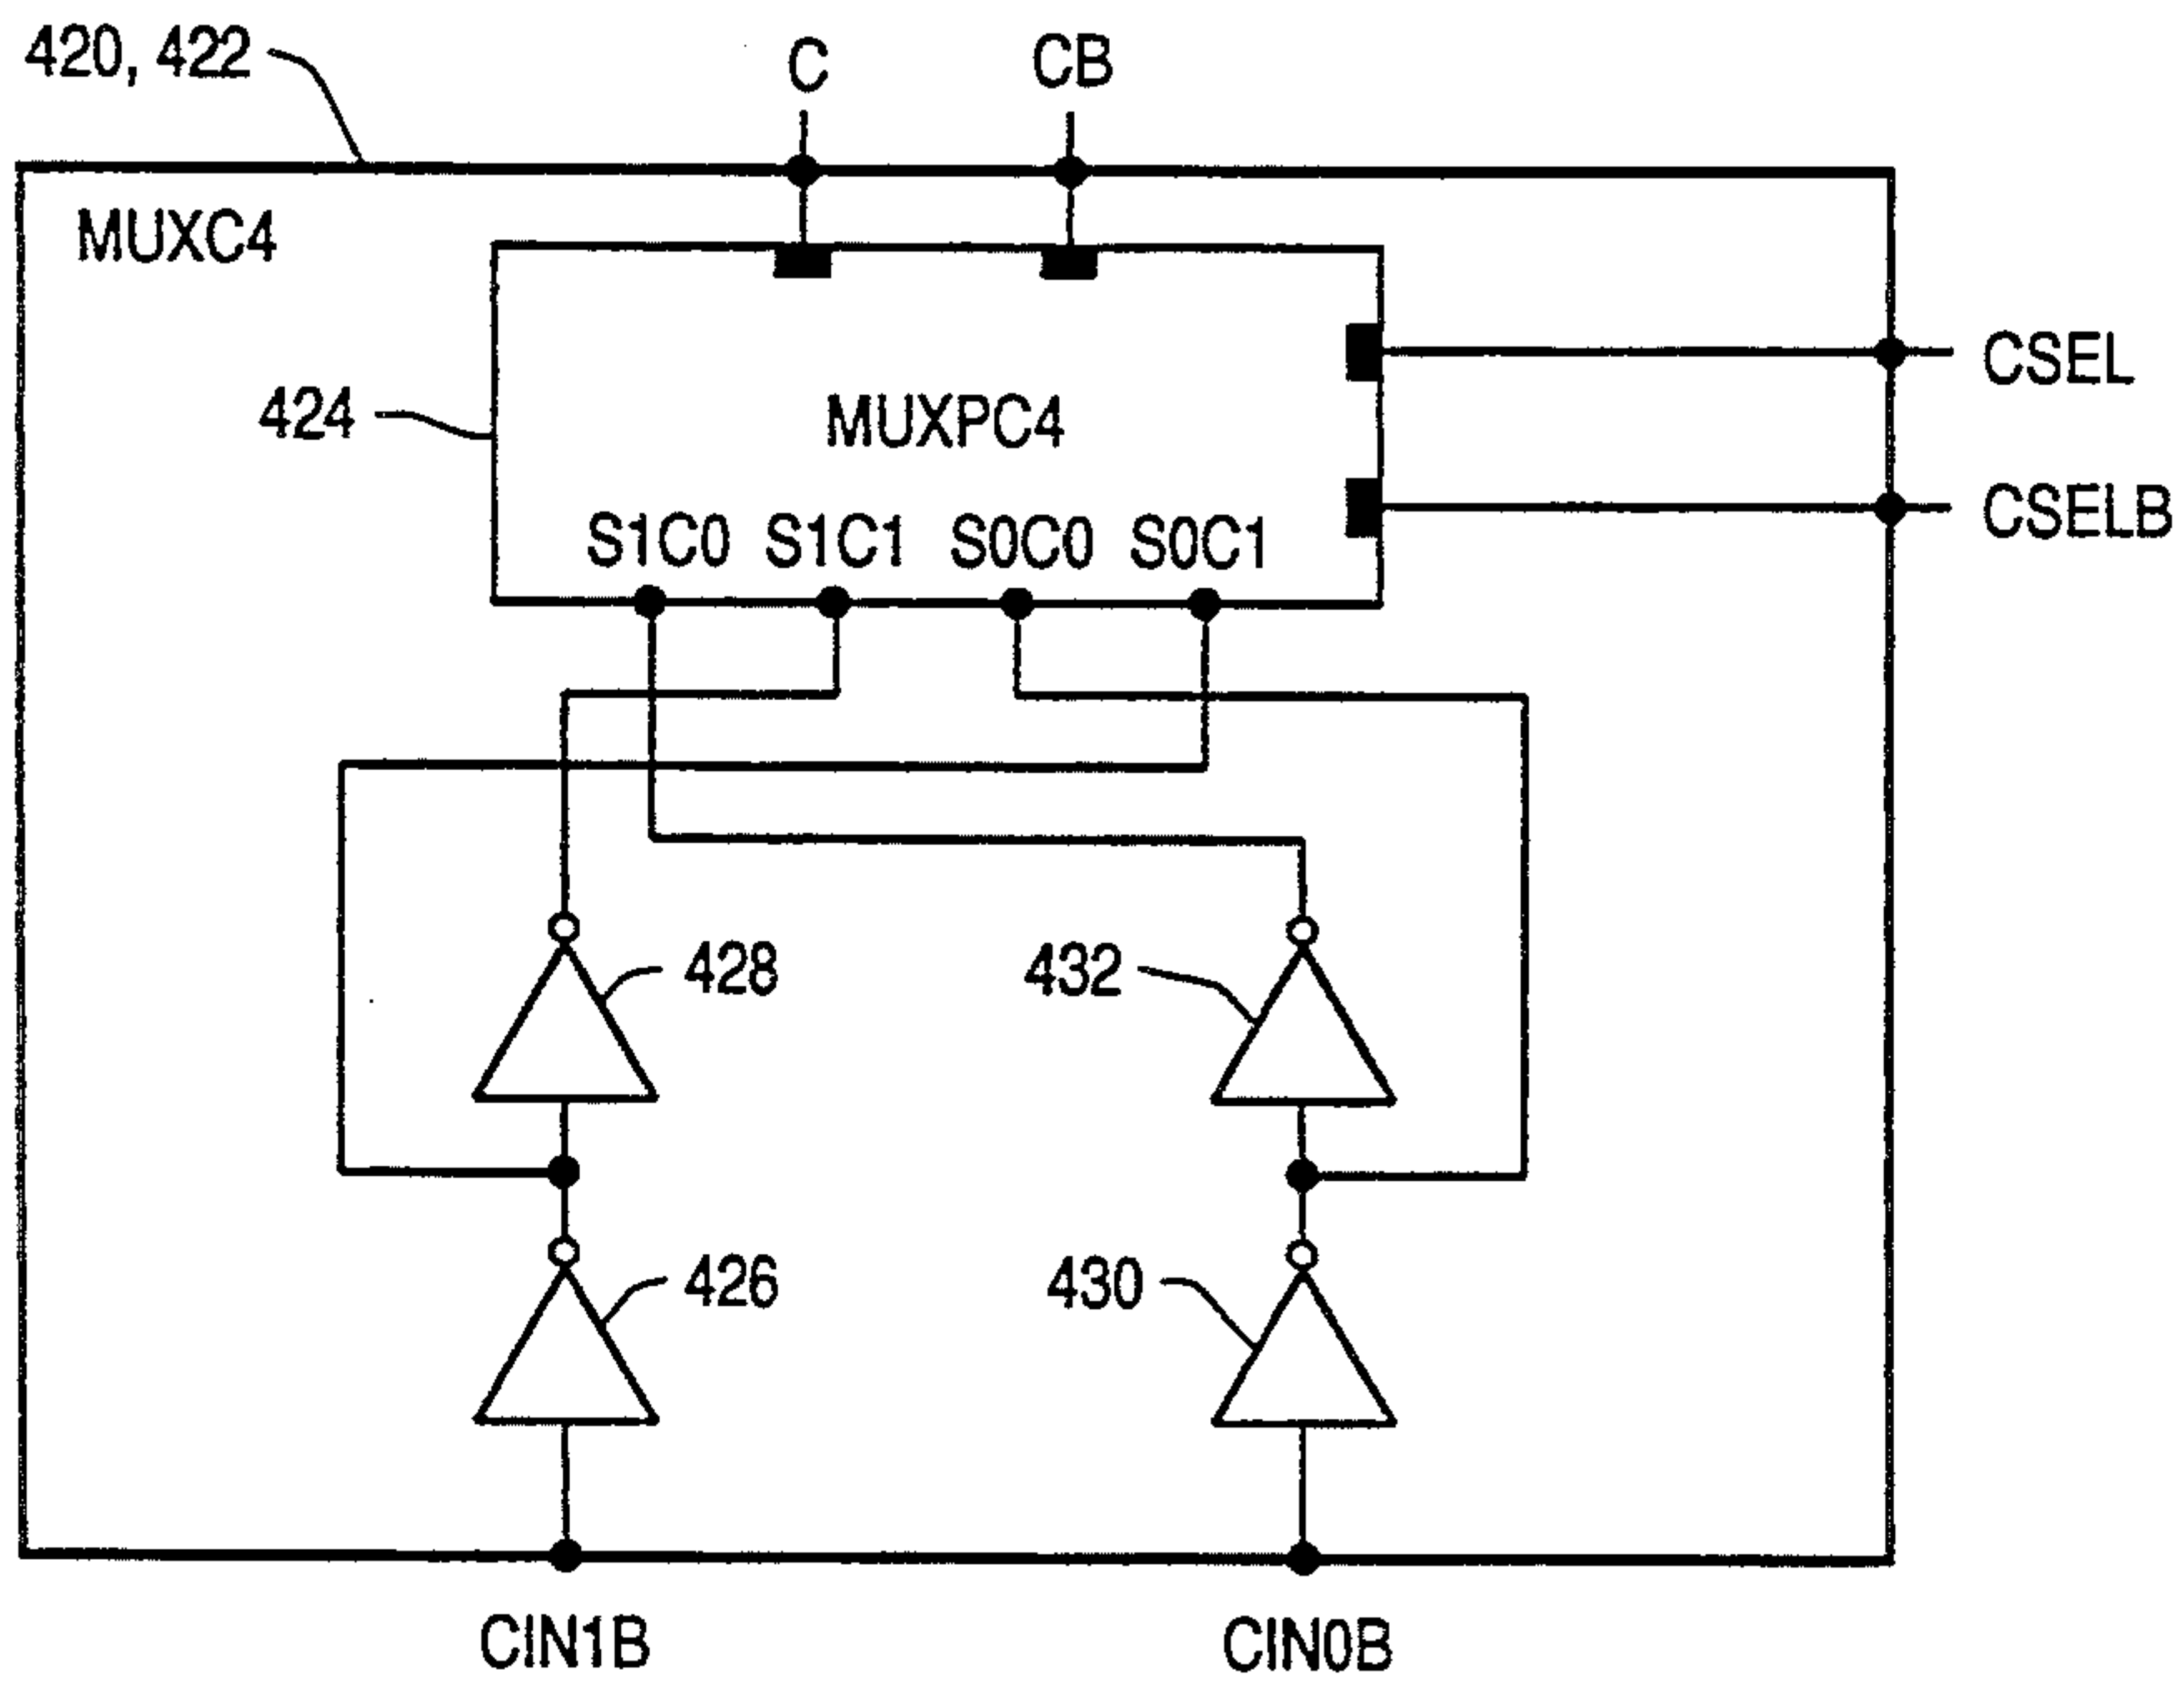 420, 422
C
CB
MUXC4
CSEL
424
MUXPC4
CSELB
S1C0 S1C1 S0C0 S0C1
428
432
426
430
CIN1B
CIN0B